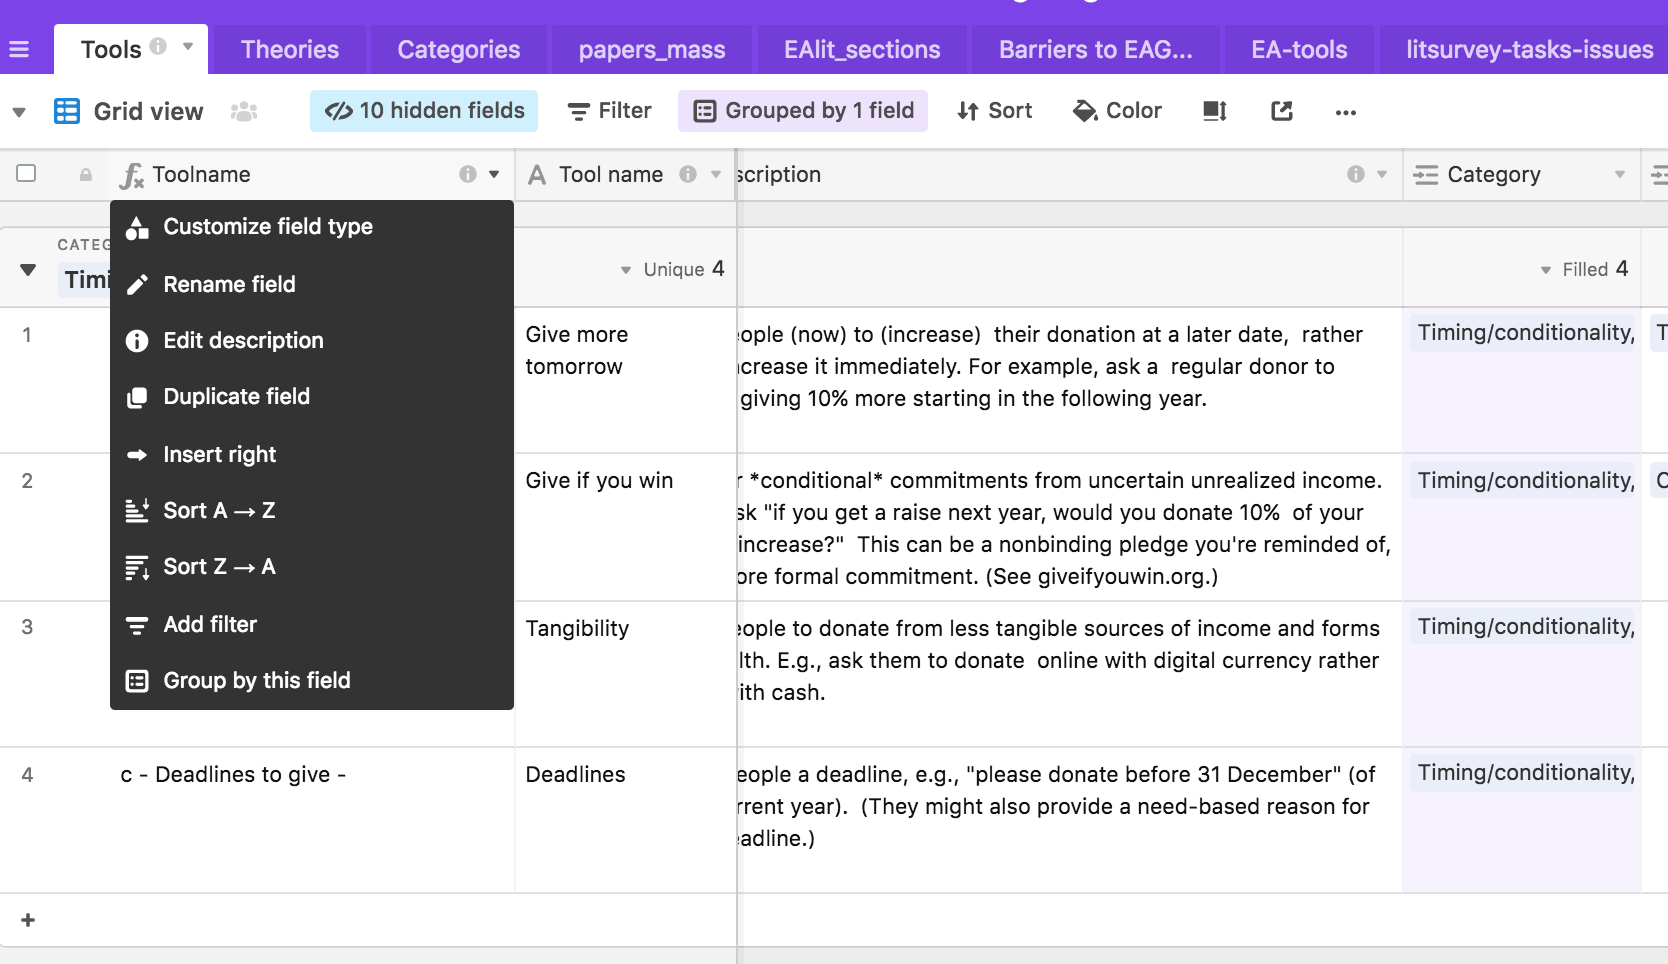 Tools
Theories
Categories
papers_mass
EAlit_sections
Barriers to EAG...
EA-tools
litsurvey-tasks-issues
Grid view
10 hidden fields
Filter
Grouped by 1 field
Sort
Color
...
Toolname
Tool name
scription
Category
CATEG
Timi
Unique 4
Filled 4
Customize field type
Rename field
Edit description
Duplicate field
Insert right
Sort A → Z
Sort Z → A
Add filter
Group by this field
1
Give more
tomorrow
eople (now) to (increase) their donation at a later date, rather
ncrease it immediately. For example, ask a regular donor to
giving 10% more starting in the following year.
Timing/conditionality,
T
2
Give if you win
r *conditional* commitments from uncertain unrealized income.
sk "if you get a raise next year, would you donate 10% of your
increase?" This can be a nonbinding pledge you're reminded of,
ore formal commitment. (See giveifyouwin.org.)
Timing/conditionality,
3
Tangibility
eople to donate from less tangible sources of income and forms
lth. E.g., ask them to donate online with digital currency rather
ith cash.
Timing/conditionality,
4
c - Deadlines to give -
Deadlines
eople a deadline, e.g., "please donate before 31 December" (of
rrent year). (They might also provide a need-based reason for
eadline.)
Timing/conditionality,
+